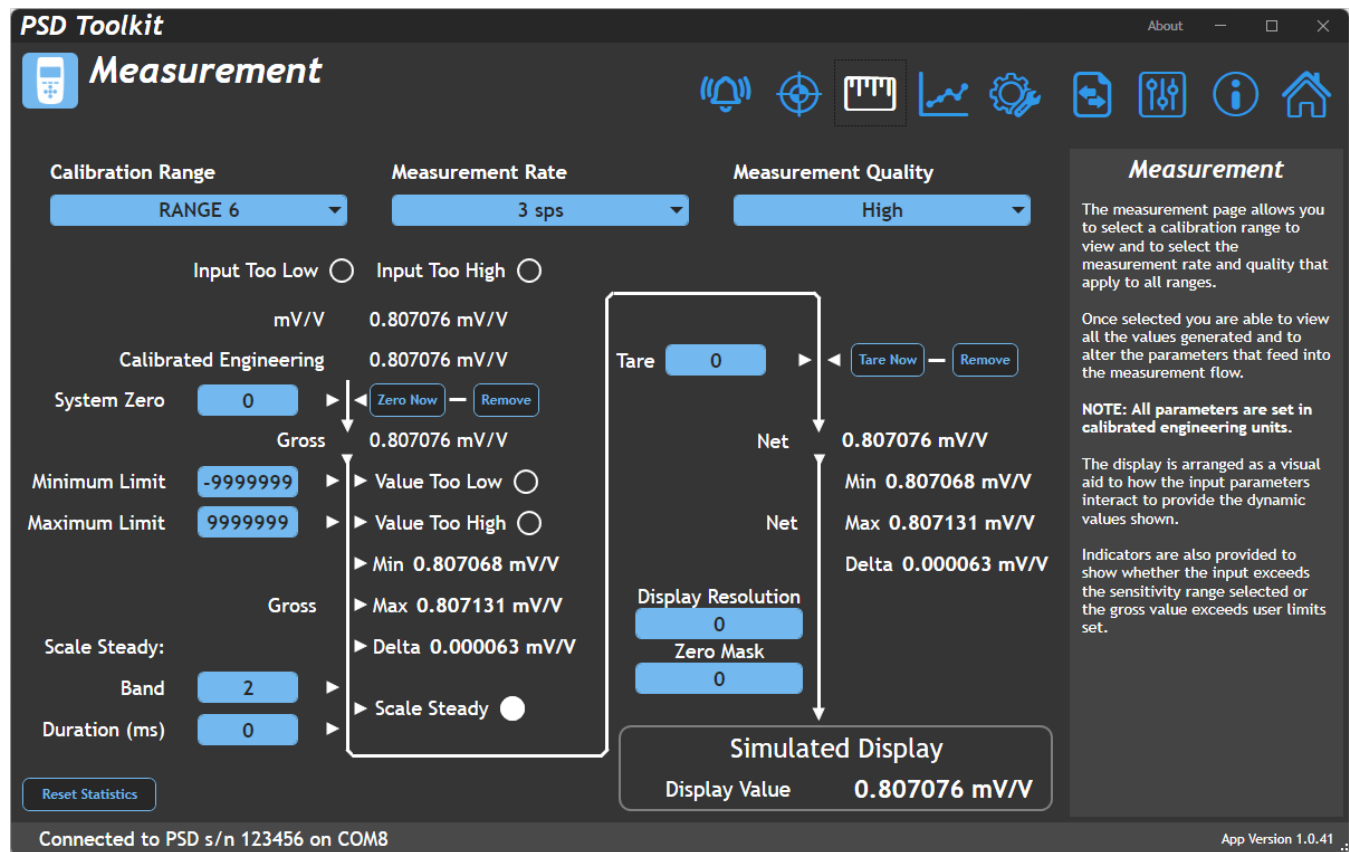 PSD Toolkit
About
Measurement
Calibration Range
Measurement Rate
Measurement Quality
RANGE 6
3 sps
High
Input Too Low
Input Too High
mV/V 0.807076 mV/V
Calibrated Engineering 0.807076 mV/V
System Zero 0 Zero Now Remove
Gross 0.807076 mV/V
Minimum Limit -9999999 Value Too Low
Maximum Limit 9999999 Value Too High
Min 0.807068 mV/V
Gross Max 0.807131 mV/V
Scale Steady: Delta 0.000063 mV/V
Band 2
Scale Steady
Duration (ms) 0
Reset Statistics
Tare 0 Tare Now Remove
Net 0.807076 mV/V
Min 0.807068 mV/V
Net Max 0.807131 mV/V
Delta 0.000063 mV/V
Display Resolution
0
Zero Mask
0
Simulated Display
Display Value 0.807076 mV/V
Measurement
The measurement page allows you
to select a calibration range to
view and to select the
measurement rate and quality that
apply to all ranges.
Once selected you are able to view
all the values generated and to
alter the parameters that feed into
the measurement flow.
NOTE: All parameters are set in
calibrated engineering units.
The display is arranged as a visual
aid to how the input parameters
interact to provide the dynamic
values shown.
Indicators are also provided to
show whether the input exceeds
the sensitivity range selected or
the gross value exceeds user limits
set.
Connected to PSD s/n 123456 on COM8
App Version 1.0.41